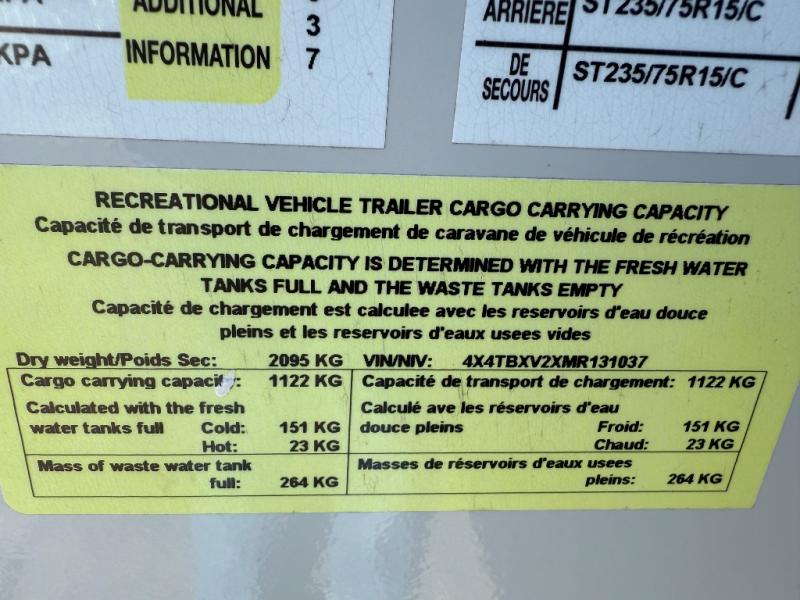 KPA
ADDITIONAL
INFORMATION
3
7
ARRIERE ST235/75R15/C
DE
SECOURS
ST235/75R15/C
RECREATIONAL VEHICLE TRAILER CARGO CARRYING CAPACITY
Capacité de transport de chargement de caravane de véhicule de récréation
CARGO-CARRYING CAPACITY IS DETERMINED WITH THE FRESH WATER
TANKS FULL AND THE WASTE TANKS EMPTY
Capacité de chargement est calculee avec les reservoirs d'eau douce
pleins et les reservoirs d'eaux usees vides
Dry weight/Poids Sec: 2095 KG VIN/NIV: 4X4TBXV2XMR131037
Cargo carrying capacity: 1122 KG
Calculated with the fresh
water tanks full Cold: 151 KG
Hot: 23 KG
Mass of waste water tank
full: 264 KG
Capacité de transport de chargement: 1122 KG
Calculé ave les réservoirs d'eau
douce pleins Froid: 151 KG
Chaud: 23 KG
Masses de réservoirs d'eaux usees
pleins: 264 KG